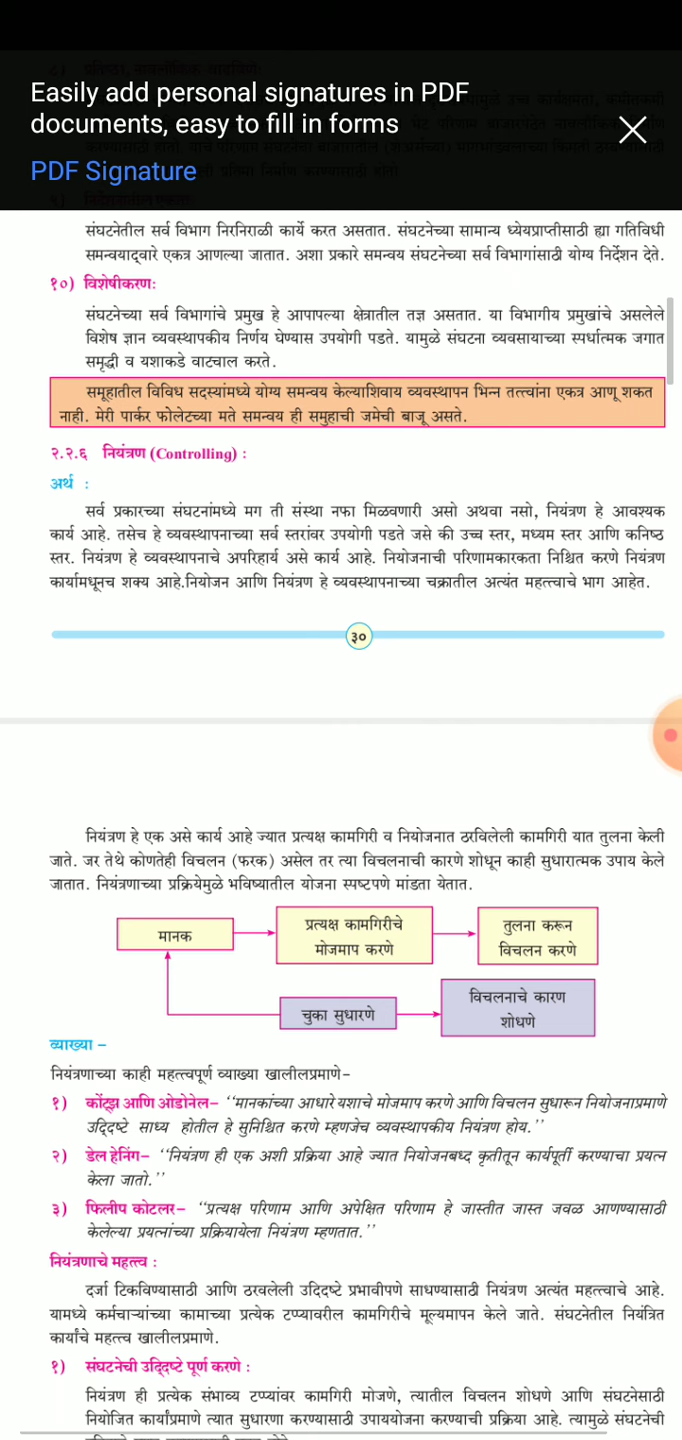 Easily add personal signatures in PDF
documents, easy to fill in forms
PDF Signature
संघटनेतील सर्व विभाग निरनिराळी कार्ये करत असतात. संघटनेच्या सामान्य ध्येयप्राप्तीसाठी ह्या गतिविधी
समन्वयाद्वारे एकत्र आणल्या जातात. अशा प्रकारे समन्वय संघटनेच्या सर्व विभागांसाठी योग्य निर्देशन देते.
१०) विशेषीकरण:
संघटनेच्या सर्व विभागांचे प्रमुख हे आपापल्या क्षेत्रातील तज्ञ असतात. या विभागीय प्रमुखांचे असलेले
विशेष ज्ञान व्यवस्थापकीय निर्णय घेण्यास उपयोगी पडते. यामुळे संघटना व्यवसायाच्या स्पर्धात्मक जगात
समृद्धी व यशाकडे वाटचाल करते.
समूहातील विविध सदस्यांमध्ये योग्य समन्वय केल्याशिवाय व्यवस्थापन भिन्न तत्त्वांना एकत्र आणू शकत
नाही. मेरी पार्कर फोलेटच्या मते समन्वय ही समुहाची जमेची बाजू असते.
२.२.६ नियंत्रण (Controlling) :
अर्थ :
सर्व प्रकारच्या संघटनांमध्ये मग ती संस्था नफा मिळवणारी असो अथवा नसो, नियंत्रण हे आवश्यक
कार्य आहे. तसेच हे व्यवस्थापनाच्या सर्व स्तरांवर उपयोगी पडते जसे की उच्च स्तर, मध्यम स्तर आणि कनिष्ठ
स्तर. नियंत्रण हे व्यवस्थापनाचे अपरिहार्य असे कार्य आहे. नियोजनाची परिणामकारकता निश्चित करणे नियंत्रण
कार्यामधूनच शक्य आहे.नियोजन आणि नियंत्रण हे व्यवस्थापनाच्या चक्रातील अत्यंत महत्त्वाचे भाग आहेत.
३०
नियंत्रण हे एक असे कार्य आहे ज्यात प्रत्यक्ष कामगिरी व नियोजनात ठरविलेली कामगिरी यात तुलना केली
जाते. जर तेथे कोणतेही विचलन (फरक) असेल तर त्या विचलनाची कारणे शोधून काही सुधारात्मक उपाय केले
जातात. नियंत्रणाच्या प्रक्रियेमुळे भविष्यातील योजना स्पष्टपणे मांडता येतात.
मानक
प्रत्यक्ष कामगिरीचे
मोजमाप करणे
तुलना करून
विचलन करणे
चुका सुधारणे
विचलनाचे कारण
शोधणे
व्याख्या –
नियंत्रणाच्या काही महत्त्वपूर्ण व्याख्या खालीलप्रमाणे–
१) कोंट्झ आणि ओडोनेल– ‘‘मानकांच्या आधारे यशाचे मोजमाप करणे आणि विचलन सुधारून नियोजनाप्रमाणे
उद्दिष्टे साध्य होतील हे सुनिश्चित करणे म्हणजेच व्यवस्थापकीय नियंत्रण होय.’’
२) डेल हेनिंग– ‘‘नियंत्रण ही एक अशी प्रक्रिया आहे ज्यात नियोजनबध्द कृतीतून कार्यपूर्ती करण्याचा प्रयत्न
केला जातो.’’
३) फिलीप कोटलर– ‘‘प्रत्यक्ष परिणाम आणि अपेक्षित परिणाम हे जास्तीत जास्त जवळ आणण्यासाठी
केलेल्या प्रयत्नांच्या प्रक्रियायेला नियंत्रण म्हणतात.’’
नियंत्रणाचे महत्त्व :
दर्जा टिकविण्यासाठी आणि ठरवलेली उदिदष्टे प्रभावीपणे साधण्यासाठी नियंत्रण अत्यंत महत्त्वाचे आहे.
यामध्ये कर्मचाऱ्यांच्या कामाच्या प्रत्येक टप्प्यावरील कामगिरीचे मूल्यमापन केले जाते. संघटनेतील नियंत्रित
कार्याचे महत्त्व खालीलप्रमाणे.
१) संघटनेची उद्दिष्टे पूर्ण करणे :
नियंत्रण ही प्रत्येक संभाव्य टप्प्यांवर कामगिरी मोजणे, त्यातील विचलन शोधणे आणि संघटनेसाठी
नियोजित कार्याप्रमाणे त्यात सुधारणा करण्यासाठी उपाययोजना करण्याची प्रक्रिया आहे. त्यामुळे संघटनेची